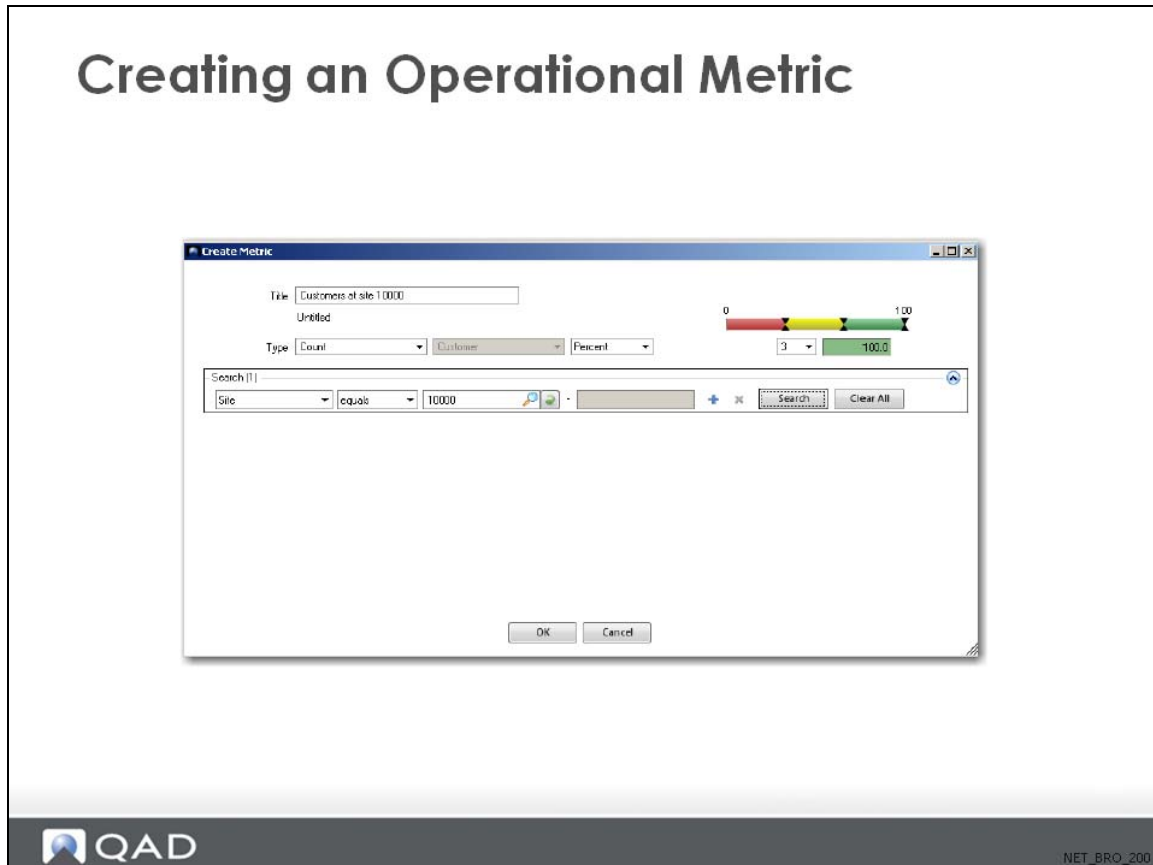 Creating an Operational Metric
Create Metric
Title Customers at site 10000
Untitled
0 100
Type Count Customer Percent 3 100.0
Search (1)
Site equals 10000 - Search Clear All
OK Cancel
QAD
NET_BRO_200